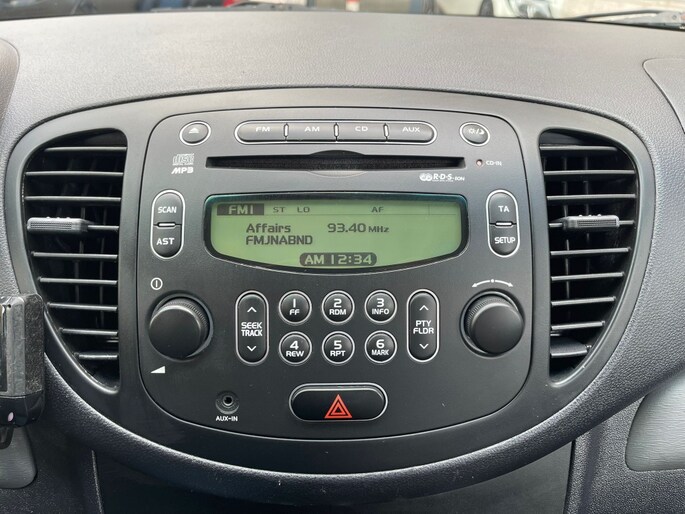 FM AM CD AUX
MP3
R·D·S EON
CD-IN
SCAN
AST
FM1 ST LO AF
Affairs 93.40 MHz
FMJNABND
AM 12:34
TA
SETUP
SEEK
TRACK
1
FF
2
RDM
3
INFO
4
REW
5
RPT
6
MARK
PTY
FLDR
AUX-IN